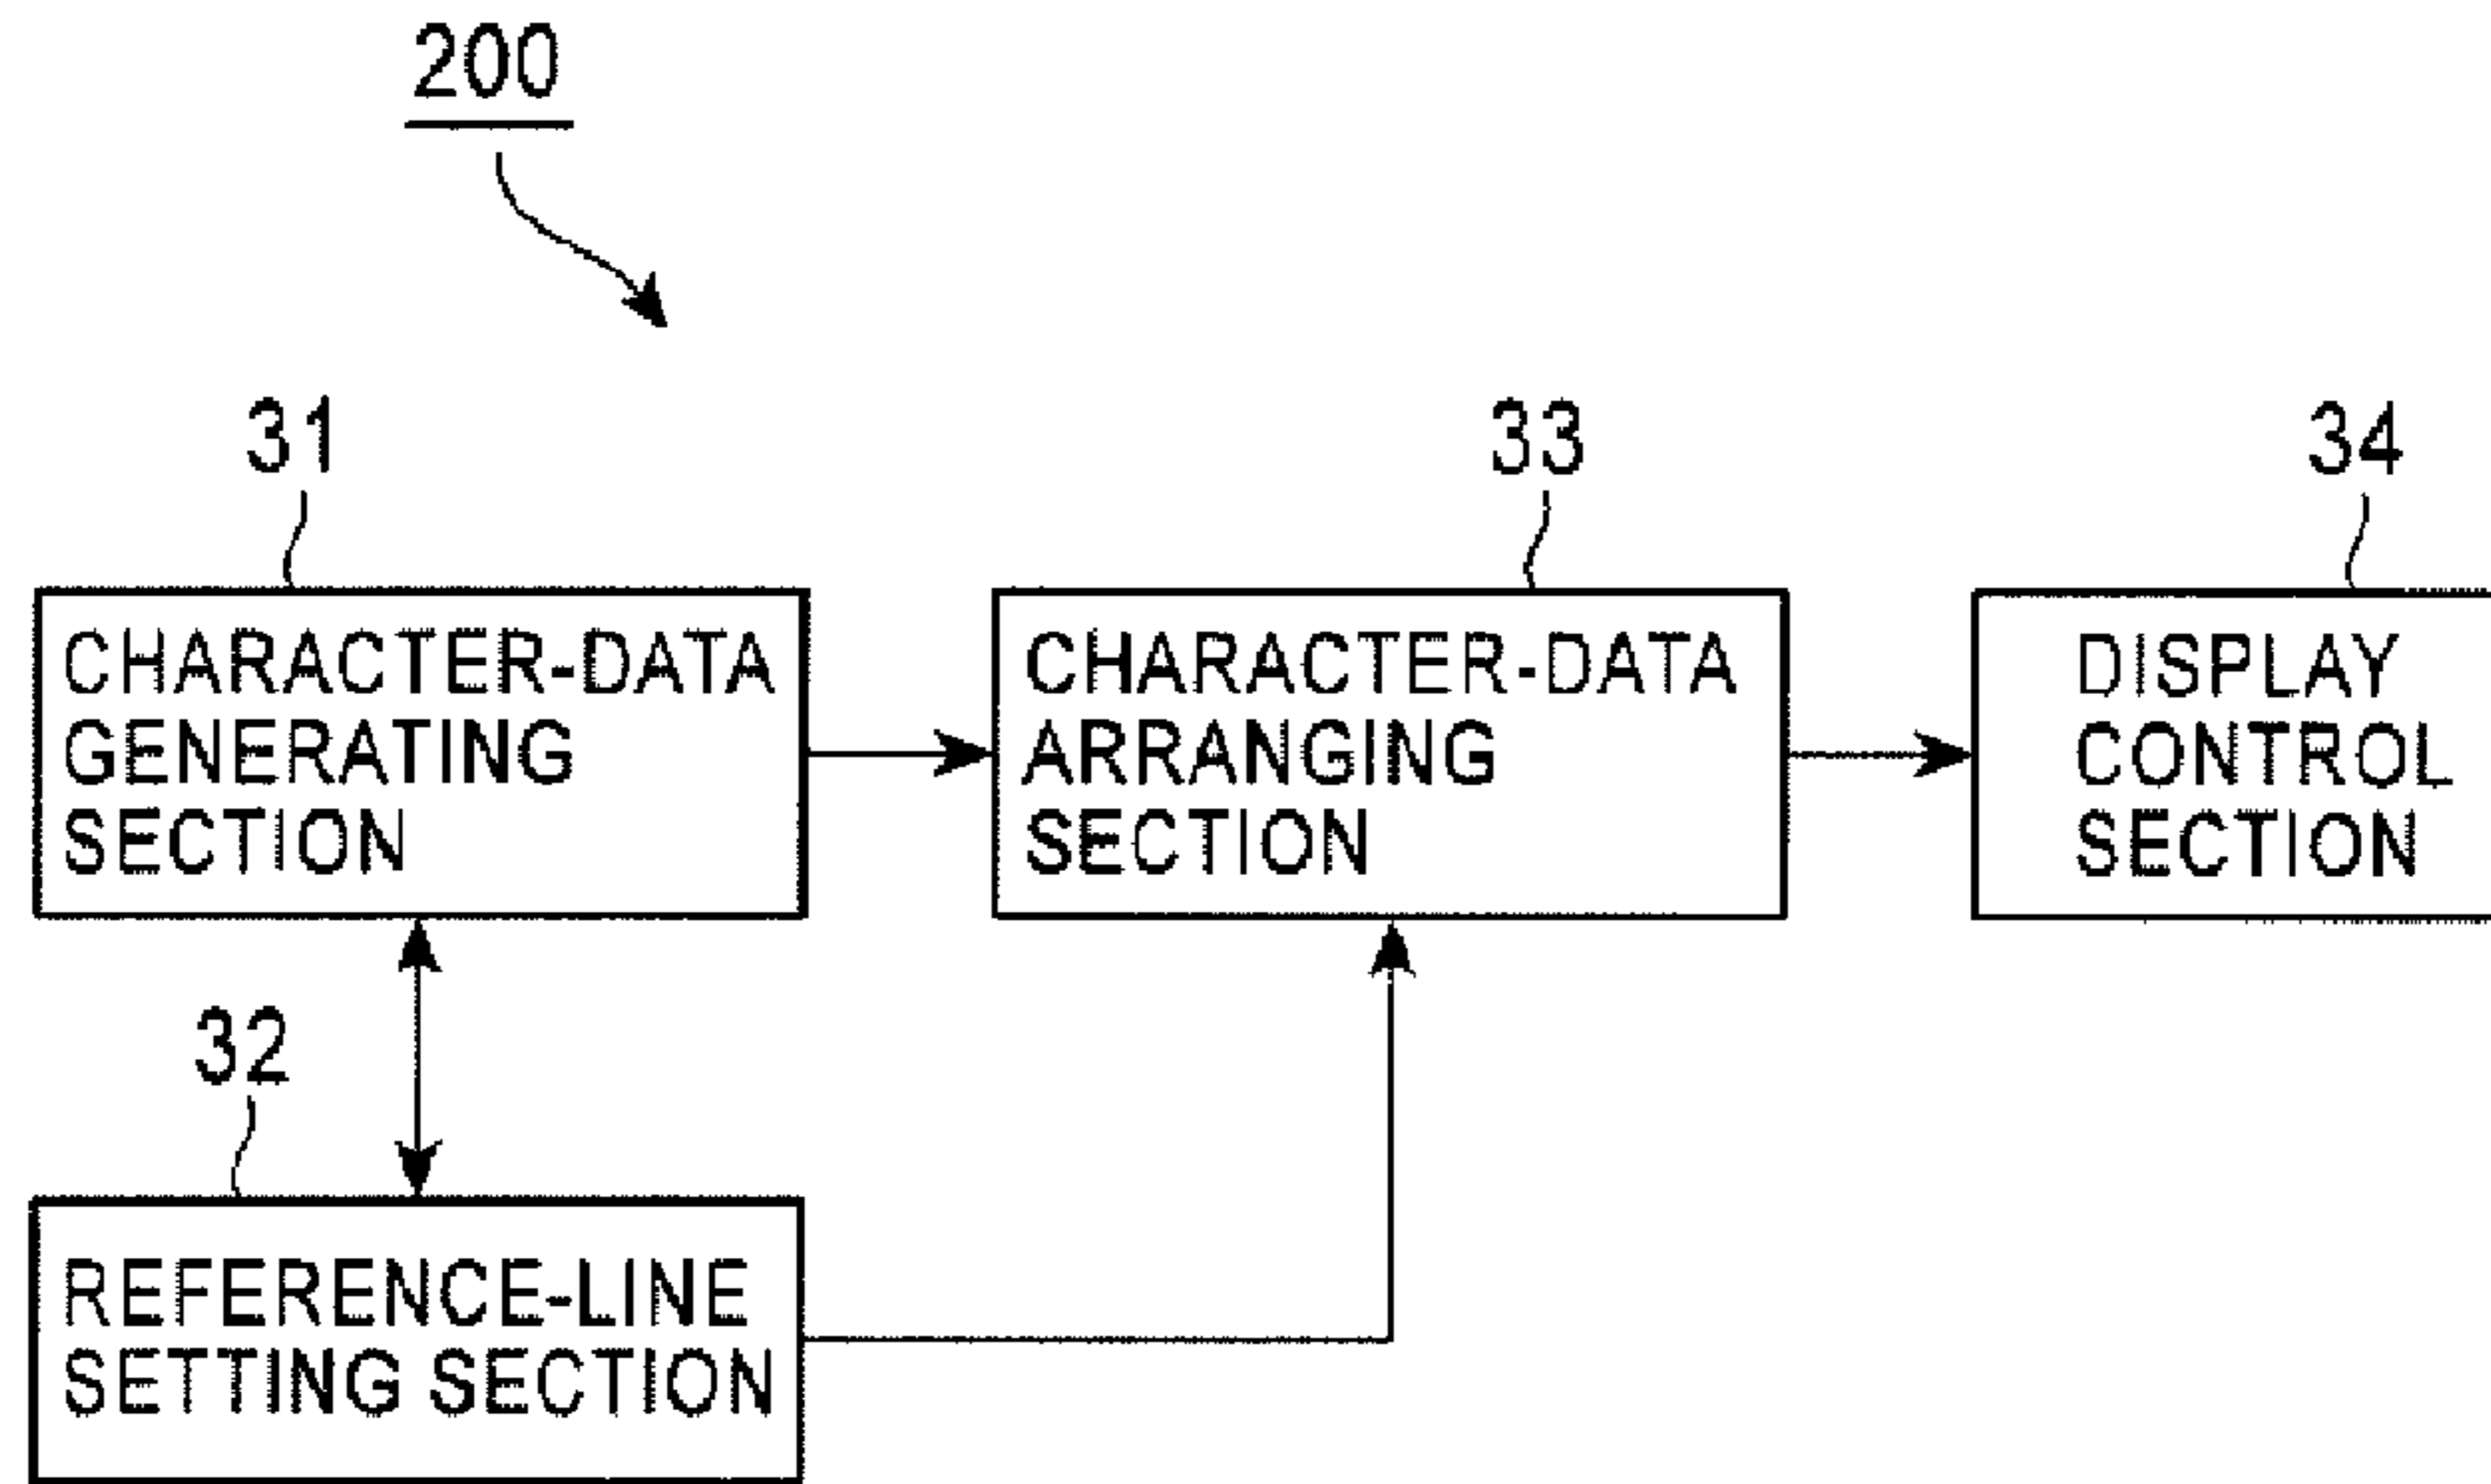 200
31
CHARACTER-DATA
GENERATING
SECTION
33
CHARACTER-DATA
ARRANGING
SECTION
34
DISPLAY
CONTROL
SECTION
32
REFERENCE-LINE
SETTING SECTION